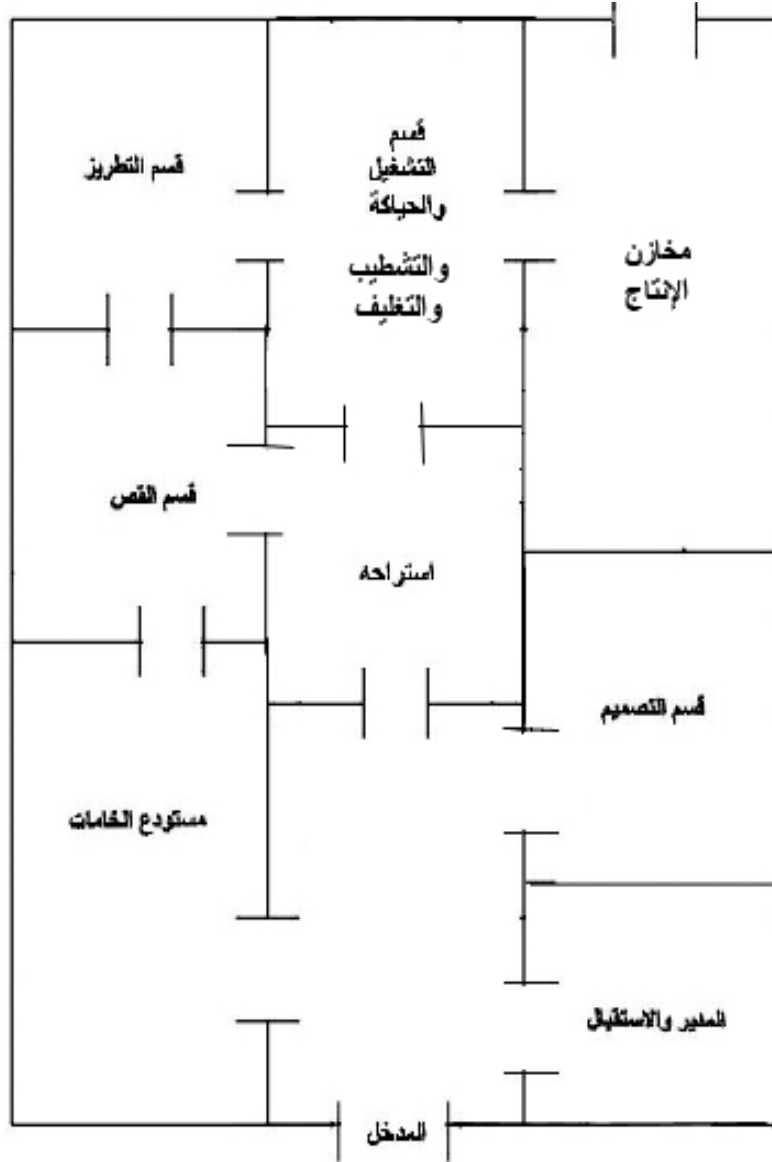 قسم التطريز
قسم
التشغيل
والحياكة
والتشطيب
والتغليف
مخازن
الإنتاج
قسم القص
استراحه
قسم التصميم
مستودع الخامات
المدير والاستقبال
المدخل